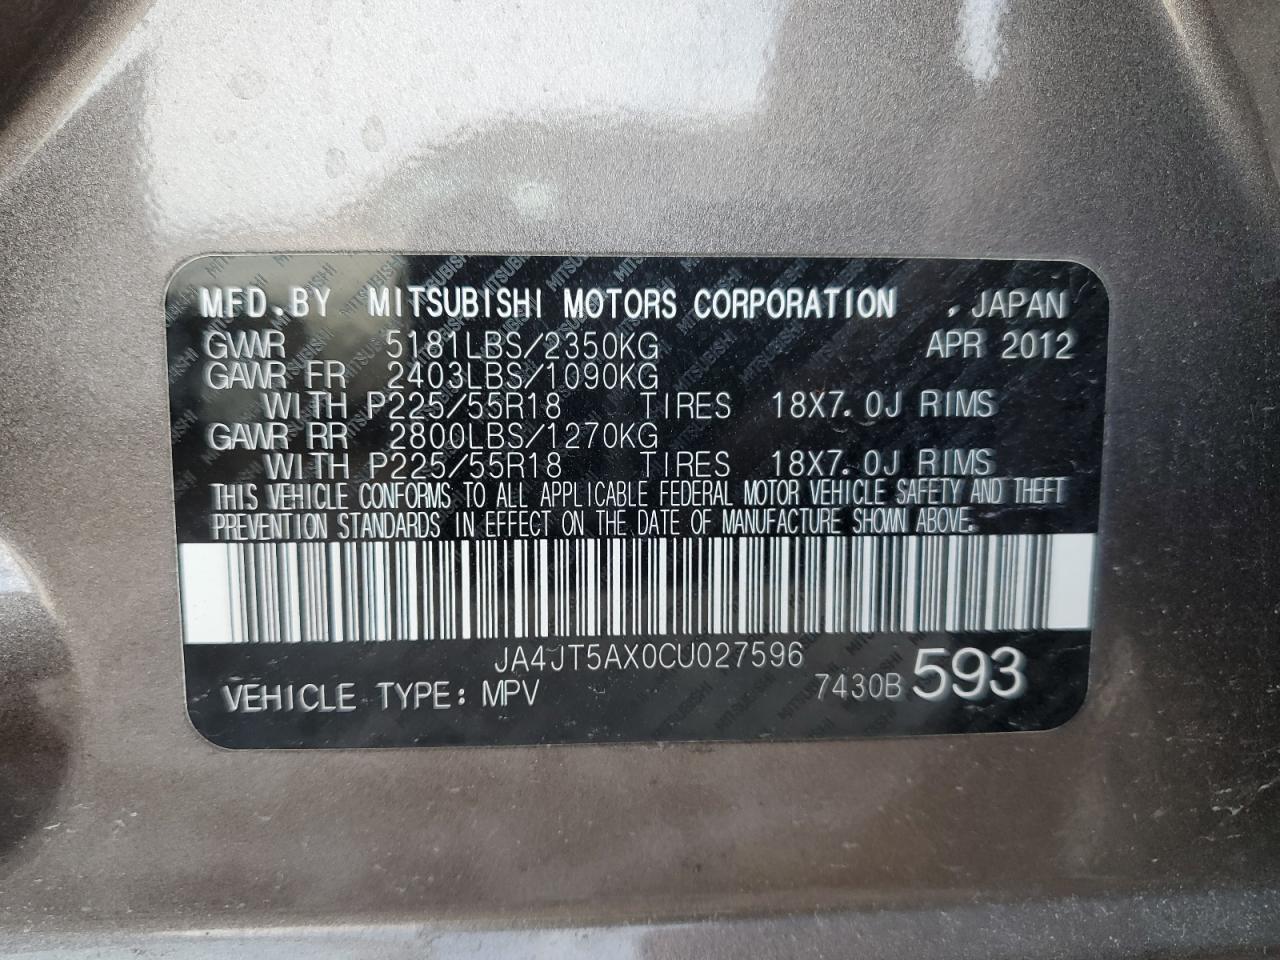 MFD. BY MITSUBISHI MOTORS CORPORATION , JAPAN
GVWR 5181LBS/2350KG APR 2012
GAWR FR 2403LBS/1090KG
WITH P225/55R18 TIRES 18X7.0J RIMS
GAWR RR 2800LBS/1270KG
WITH P225/55R18 TIRES 18X7.0J RIMS
THIS VEHICLE CONFORMS TO ALL APPLICABLE FEDERAL MOTOR VEHICLE SAFETY AND THEFT
PREVENTION STANDARDS IN EFFECT ON THE DATE OF MANUFACTURE SHOWN ABOVE.
JA4JT5AX0CU027596
VEHICLE TYPE: MPV 7430B 593